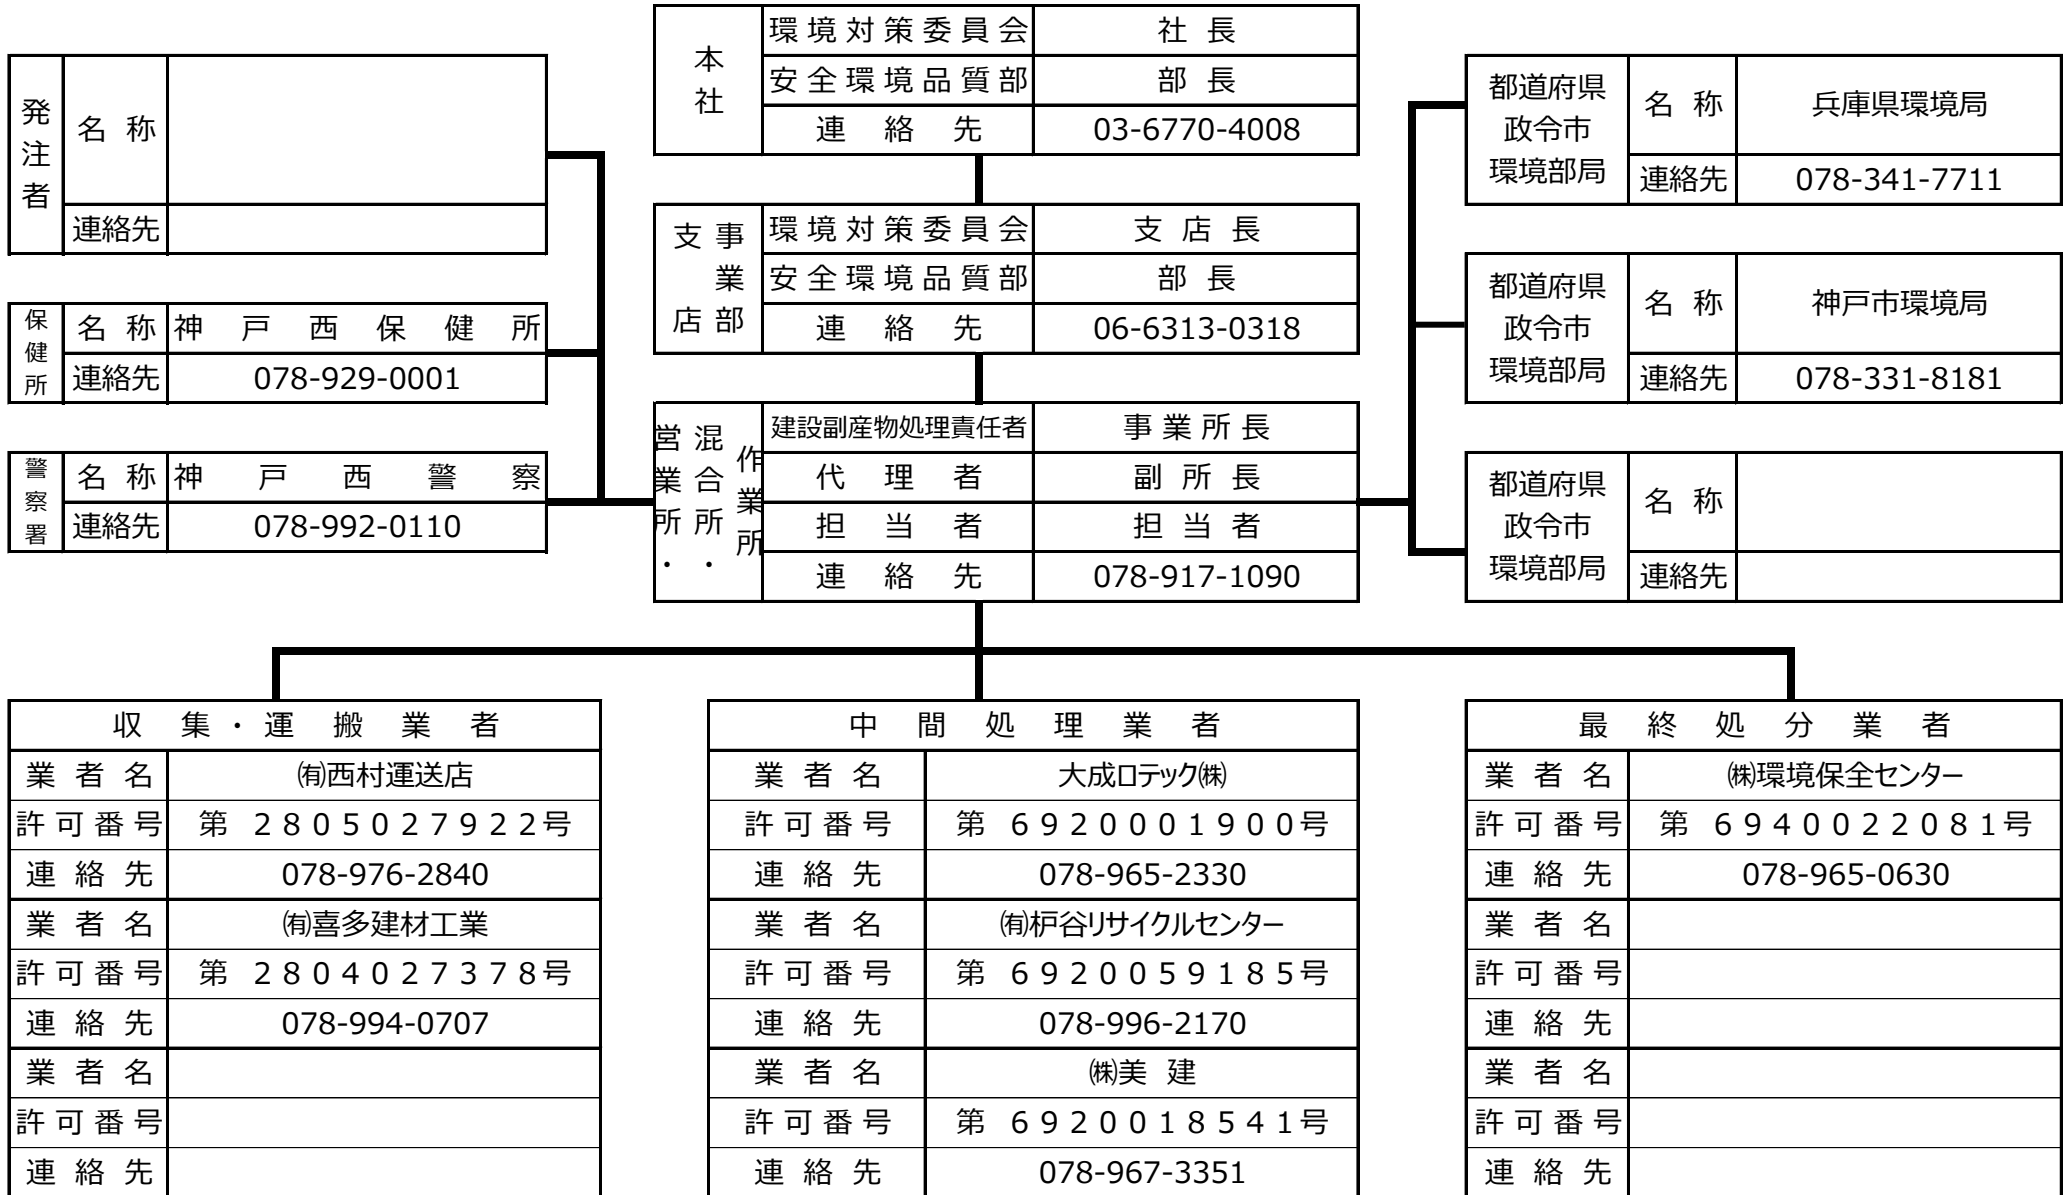 本社
環境対策委員会 社長
安全環境品質部 部長
連絡先 03-6770-4008
発注者
名称
連絡先
保健所
名称 神戸西保健所
連絡先 078-929-0001
警察署
名称 神戸西警察
連絡先 078-992-0110
支店
事業部
環境対策委員会 支店長
安全環境品質部 部長
連絡先 06-6313-0318
営業所・
混合所・
作業所
建設副産物処理責任者 事業所長
代理者 副所長
担当者 担当者
連絡先 078-917-1090
都道府県
政令市
環境部局
名称 兵庫県環境局
連絡先 078-341-7711
都道府県
政令市
環境部局
名称 神戸市環境局
連絡先 078-331-8181
都道府県
政令市
環境部局
名称
連絡先
収集・運搬業者
業者名 ㈲西村運送店
許可番号 第 2805027922号
連絡先 078-976-2840
業者名 ㈲喜多建材工業
許可番号 第 2804027378号
連絡先 078-994-0707
業者名
許可番号
連絡先
中間処理業者
業者名 大成ロテック㈱
許可番号 第 6920001900号
連絡先 078-965-2330
業者名 ㈲枦谷リサイクルセンター
許可番号 第 6920059185号
連絡先 078-996-2170
業者名 ㈱美 建
許可番号 第 6920018541号
連絡先 078-967-3351
最終処分業者
業者名 ㈱環境保全センター
許可番号 第 6940022081号
連絡先 078-965-0630
業者名
許可番号
連絡先
業者名
許可番号
連絡先